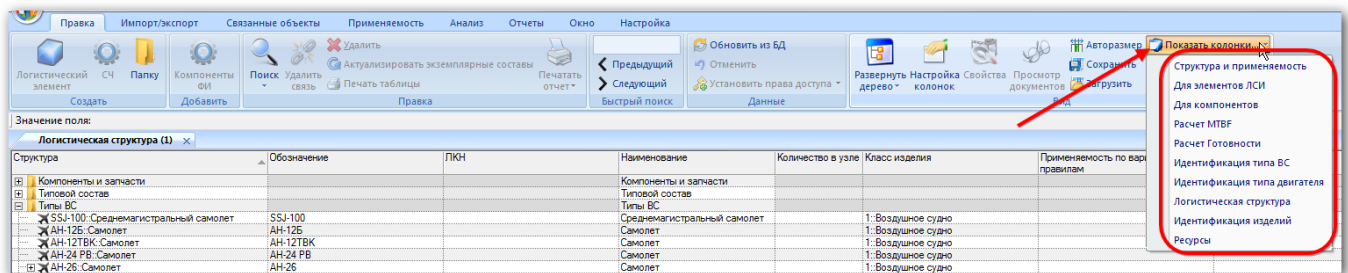 Правка Импорт/экспорт Связанные объекты Применяемость Анализ Отчеты Окно Настройка
Логистический элемент
СЧ
Папку
Создать
Компоненты ФИ
Добавить
Поиск
Удалить связь
Удалить
Актуализировать экземплярные составы
Печать таблицы
Печатать отчет
Правка
Предыдущий
Следующий
Быстрый поиск
Обновить из БД
Отменить
Установить права доступа
Данные
Развернуть дерево
Настройка колонок
Свойства
Просмотр документов
Авторазмер
Сохранить
Загрузить
Вид
Показать колонки...
Структура и применяемость
Для элементов ЛСИ
Для компонентов
Расчет MTBF
Расчет Готовности
Идентификация типа ВС
Идентификация типа двигателя
Логистическая структура
Идентификация изделий
Ресурсы
Значение поля:
Логистическая структура (1)
Структура Обозначение ЛКН Наименование Количество в узле Класс изделия Применяемость по вари
правилам
Компоненты и запчасти Компоненты и запчасти
Типовой состав Типовой состав
Типы ВС Типы ВС
SSJ-100::Среднемагистральный самолет SSJ-100 Среднемагистральный самолет 1::Воздушное судно
АН-12Б::Самолет АН-12Б Самолет 1::Воздушное судно
АН-12ТВК::Самолет АН-12ТВК Самолет 1::Воздушное судно
АН-24 РВ::Самолет АН-24 РВ Самолет 1::Воздушное судно
АН-26::Самолет АН-26 Самолет 1::Воздушное судно